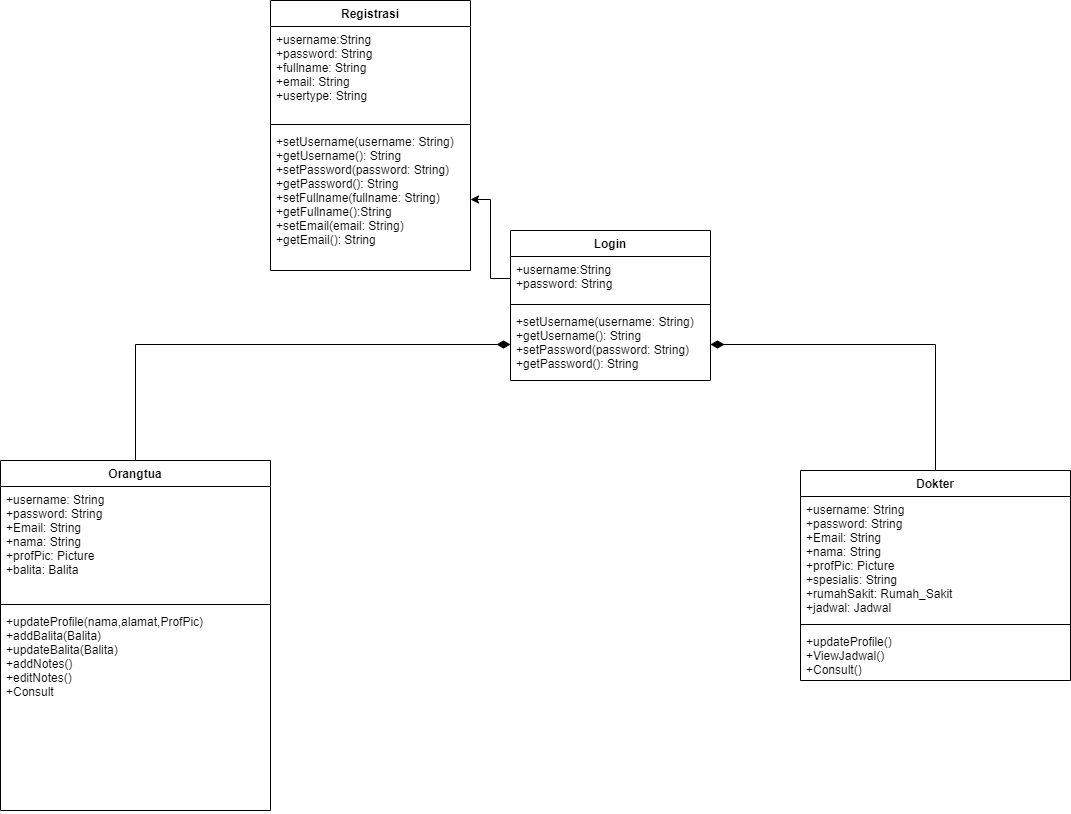 Registrasi
+username:String
+password: String
+fullname: String
+email: String
+usertype: String
+setUsername(username: String)
+getUsername(): String
+setPassword(password: String)
+getPassword(): String
+setFullname(fullname: String)
+getFullname():String
+setEmail(email: String)
+getEmail(): String
Login
+username:String
+password: String
+setUsername(username: String)
+getUsername(): String
+setPassword(password: String)
+getPassword(): String
Orangtua
+username: String
+password: String
+Email: String
+nama: String
+profPic: Picture
+balita: Balita
+updateProfile(nama,alamat,ProfPic)
+addBalita(Balita)
+updateBalita(Balita)
+addNotes()
+editNotes()
+Consult
Dokter
+username: String
+password: String
+Email: String
+nama: String
+profPic: Picture
+spesialis: String
+rumahSakit: Rumah_Sakit
+jadwal: Jadwal
+updateProfile()
+ViewJadwal()
+Consult()